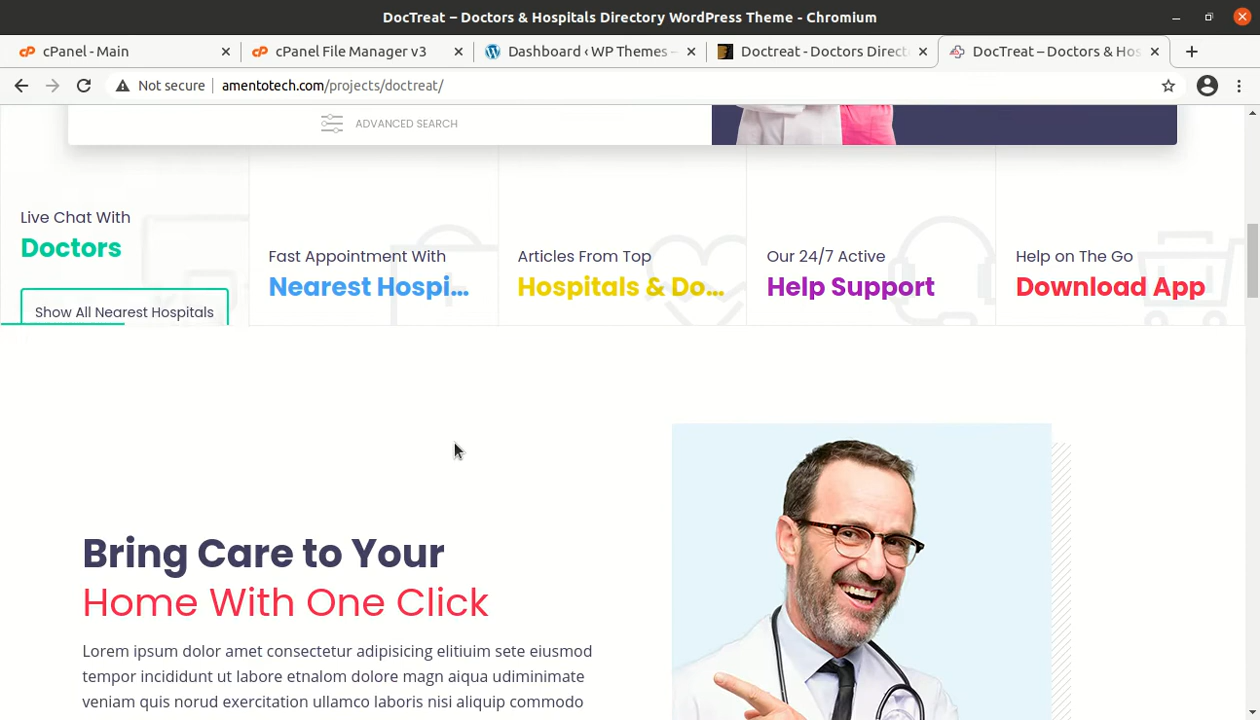 DocTreat – Doctors & Hospitals Directory WordPress Theme - Chromium
cPanel - Main
cPanel File Manager v3
Dashboard ‹ WP Themes –
Doctreat - Doctors Direct
DocTreat – Doctors & Hos
Not secure
amentotech.com/projects/doctreat/
ADVANCED SEARCH
Live Chat With
Doctors
Show All Nearest Hospitals
Fast Appointment With
Nearest Hospi...
Articles From Top
Hospitals & Do...
Our 24/7 Active
Help Support
Help on The Go
Download App
Bring Care to Your
Home With One Click
Lorem ipsum dolor amet consectetur adipisicing elitiuim sete eiusmod
tempor incididunt ut labore etnalom dolore magn aiqua udiminimate
veniam quis norud exercitation ullamco laboris nisi aliquip commodo